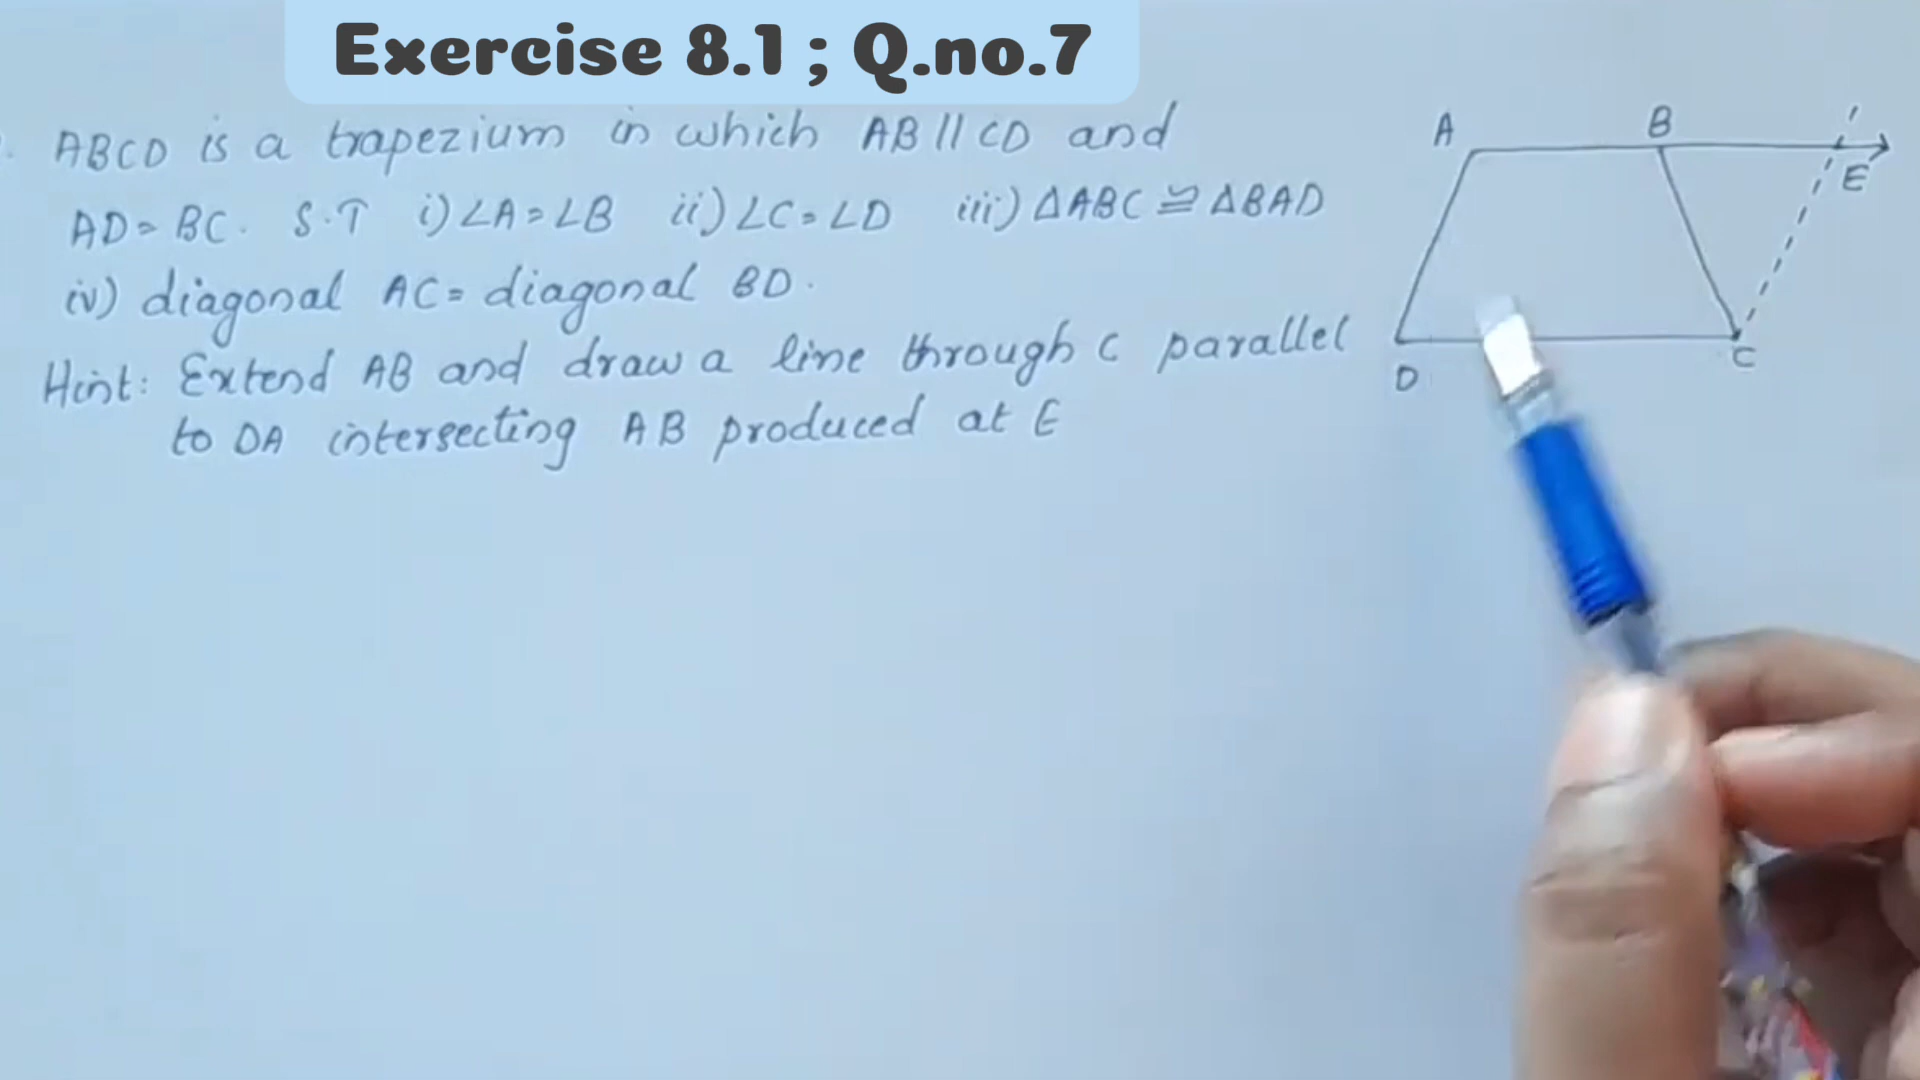 Exercise 8.1 ; Q.no.7
ABCD is a trapezium in which AB || CD and
AD = BC. S.T i) ∠A = ∠B ii) ∠C = ∠D iii) ΔABC ≅ ΔBAD
iv) diagonal AC = diagonal BD.
Hint: Extend AB and draw a line through C parallel
to DA intersecting AB produced at E
A B
E
D C